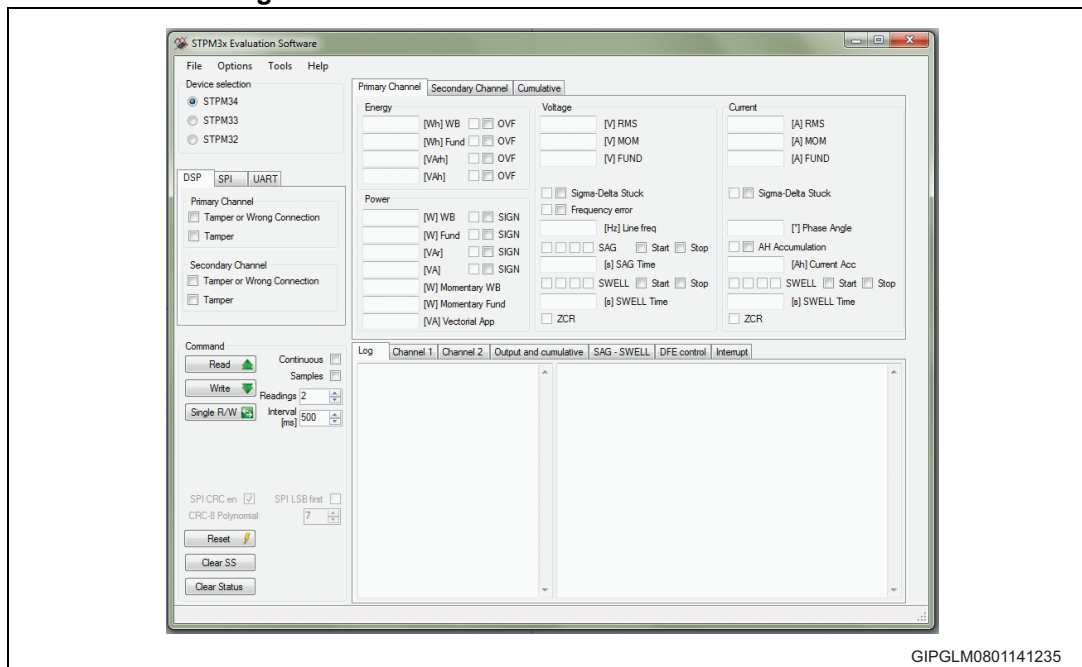 STPM3x Evaluation Software
File Options Tools Help
Device selection
STPM34
STPM33
STPM32
DSP SPI UART
Primary Channel
Tamper or Wrong Connection
Tamper
Secondary Channel
Tamper or Wrong Connection
Tamper
Command
Read
Continuous
Samples
Write
Readings 2
Single R/W
Interval [ms] 500
SPI CRC en
SPI LSB first
CRC-8 Polynomial 7
Reset
Clear SS
Clear Status
Primary Channel Secondary Channel Cumulative
Energy
[Wh] WB OVF
[Wh] Fund OVF
[VArh] OVF
[VAh] OVF
Power
[W] WB SIGN
[W] Fund SIGN
[VAr] SIGN
[VA] SIGN
[W] Momentary WB
[W] Momentary Fund
[VA] Vectorial App
Voltage
[V] RMS
[V] MOM
[V] FUND
Sigma-Delta Stuck
Frequency error
[Hz] Line freq
SAG Start Stop
[s] SAG Time
SWELL Start Stop
[s] SWELL Time
ZCR
Current
[A] RMS
[A] MOM
[A] FUND
Sigma-Delta Stuck
[°] Phase Angle
AH Accumulation
[Ah] Current Acc
SWELL Start Stop
[s] SWELL Time
ZCR
Log Channel 1 Channel 2 Output and cumulative SAG - SWELL DFE control Interrupt
GIPGLM0801141235